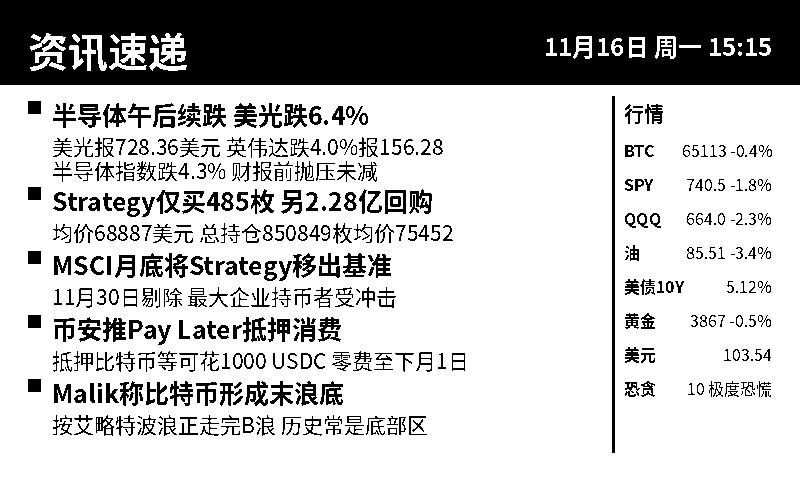 资讯速递
11月16日 周一 15:15
半导体午后续跌 美光跌6.4%
美光报728.36美元 英伟达跌4.0%报156.28
半导体指数跌4.3% 财报前抛压未减
Strategy仅买485枚 另2.28亿回购
均价68887美元 总持仓850849枚均价75452
MSCI月底将Strategy移出基准
11月30日剔除 最大企业持币者受冲击
币安推Pay Later抵押消费
抵押比特币等可花1000 USDC 零费至下月1日
Malik称比特币形成末浪底
按艾略特波浪正走完B浪 历史常是底部区
行情
BTC 65113 -0.4%
SPY 740.5 -1.8%
QQQ 664.0 -2.3%
油 85.51 -3.4%
美债10Y 5.12%
黄金 3867 -0.5%
美元 103.54
恐贪 10 极度恐慌